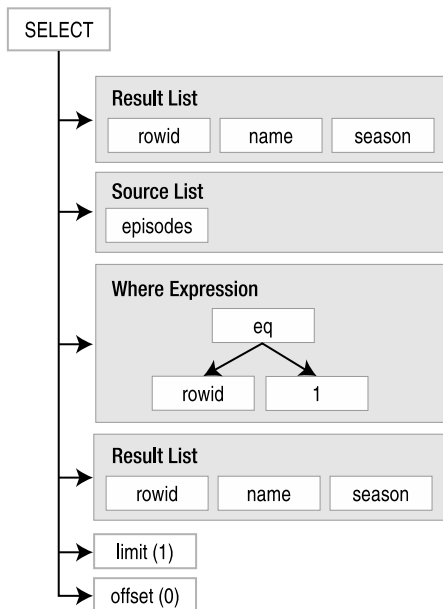 SELECT
Result List
rowid name season
Source List
episodes
Where Expression
eq
rowid 1
Result List
rowid name season
limit (1)
offset (0)